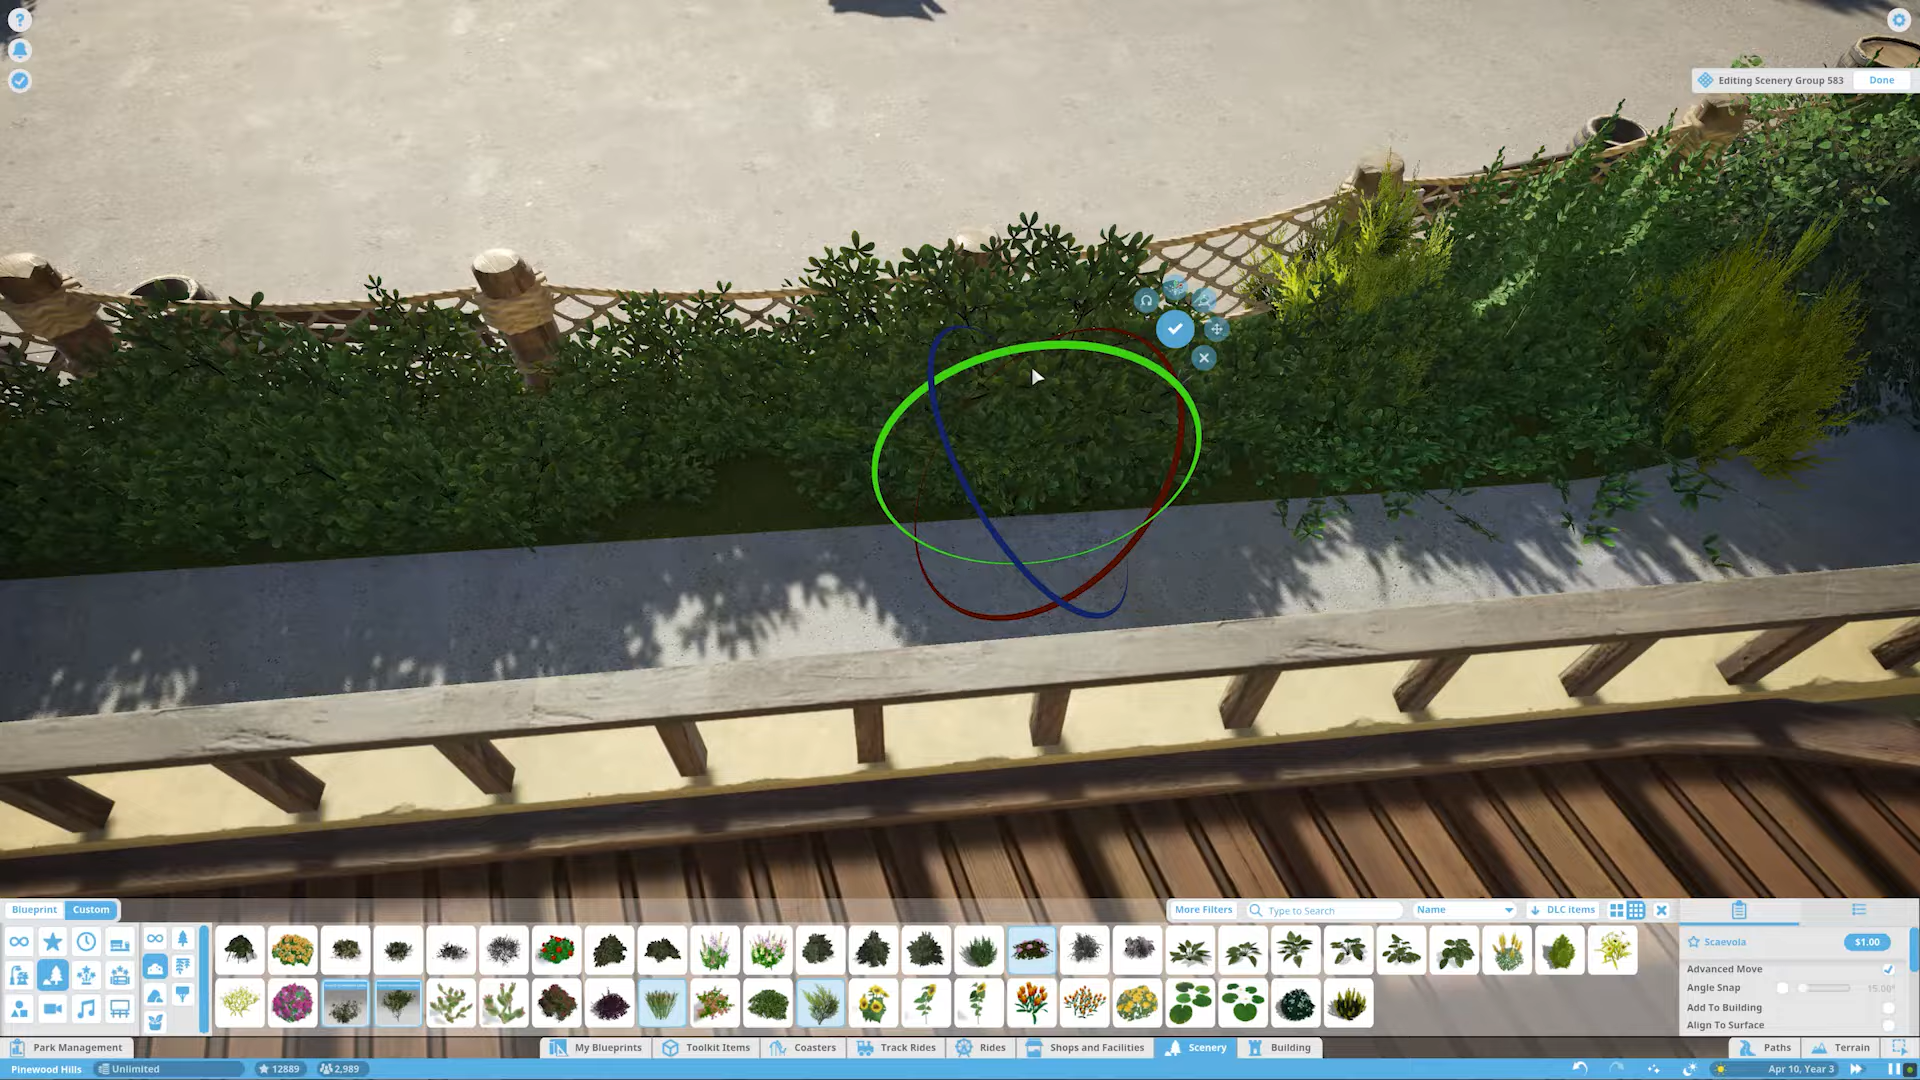 ?
Editing Scenery Group 583
Done
Blueprint
Custom
More Filters
Type to Search
Name
DLC items
Scaevola
$1.00
Advanced Move
Angle Snap
15.00°
Add To Building
Align To Surface
Park Management
My Blueprints
Toolkit Items
Coasters
Track Rides
Rides
Shops and Facilities
Scenery
Building
Paths
Terrain
Pinewood Hills
Unlimited
12889
2,989
Apr 10, Year 3